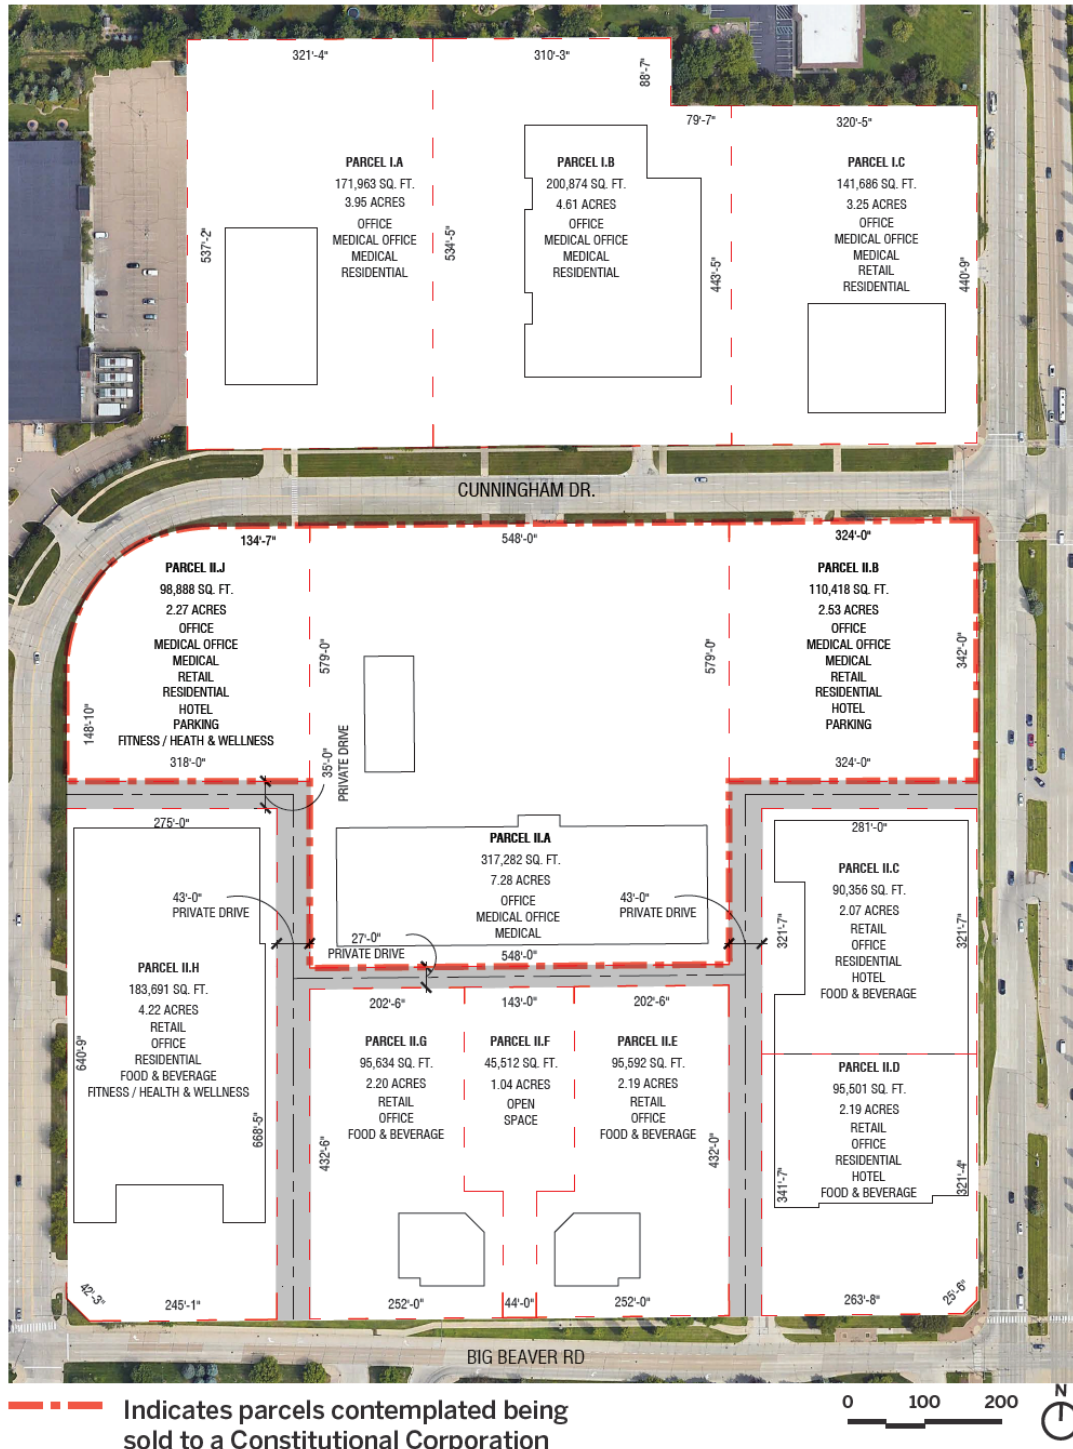 321'-4"
310'-3"
88'-7"
79'-7"
320'-5"
PARCEL I.A
171,963 SQ. FT.
3.95 ACRES
OFFICE
MEDICAL OFFICE
MEDICAL
RESIDENTIAL
537'-2"
534'-5"
PARCEL I.B
200,874 SQ. FT.
4.61 ACRES
OFFICE
MEDICAL OFFICE
MEDICAL
RESIDENTIAL
443'-5"
PARCEL I.C
141,686 SQ. FT.
3.25 ACRES
OFFICE
MEDICAL OFFICE
MEDICAL
RETAIL
RESIDENTIAL
440'-9"
CUNNINGHAM DR.
134'-7"
548'-0"
324'-0"
PARCEL II.J
98,888 SQ. FT.
2.27 ACRES
OFFICE
MEDICAL OFFICE
MEDICAL
RETAIL
RESIDENTIAL
HOTEL
PARKING
FITNESS / HEATH & WELLNESS
148'-10"
318'-0"
579'-0"
579'-0"
35'-0"
PRIVATE DRIVE
PARCEL II.B
110,418 SQ. FT.
2.53 ACRES
OFFICE
MEDICAL OFFICE
MEDICAL
RETAIL
RESIDENTIAL
HOTEL
PARKING
342'-0"
324'-0"
275'-0"
43'-0"
PRIVATE DRIVE
PARCEL II.A
317,282 SQ. FT.
7.28 ACRES
OFFICE
MEDICAL OFFICE
MEDICAL
27'-0"
PRIVATE DRIVE
548'-0"
43'-0"
PRIVATE DRIVE
281'-0"
PARCEL II.C
90,356 SQ. FT.
2.07 ACRES
RETAIL
OFFICE
RESIDENTIAL
HOTEL
FOOD & BEVERAGE
321'-7"
321'-7"
PARCEL II.H
183,691 SQ. FT.
4.22 ACRES
RETAIL
OFFICE
RESIDENTIAL
FOOD & BEVERAGE
FITNESS / HEALTH & WELLNESS
640'-9"
668'-5"
202'-6"
143'-0"
202'-6"
PARCEL II.G
95,634 SQ. FT.
2.20 ACRES
RETAIL
OFFICE
FOOD & BEVERAGE
432'-6"
PARCEL II.F
45,512 SQ. FT.
1.04 ACRES
OPEN
SPACE
PARCEL II.E
95,592 SQ. FT.
2.19 ACRES
RETAIL
OFFICE
FOOD & BEVERAGE
432'-0"
PARCEL II.D
95,501 SQ. FT.
2.19 ACRES
RETAIL
OFFICE
RESIDENTIAL
HOTEL
FOOD & BEVERAGE
341'-7"
321'-4"
42'-3"
245'-1"
252'-0"
44'-0"
252'-0"
263'-8"
25'-6"
BIG BEAVER RD
Indicates parcels contemplated being
sold to a Constitutional Corporation
0 100 200
N